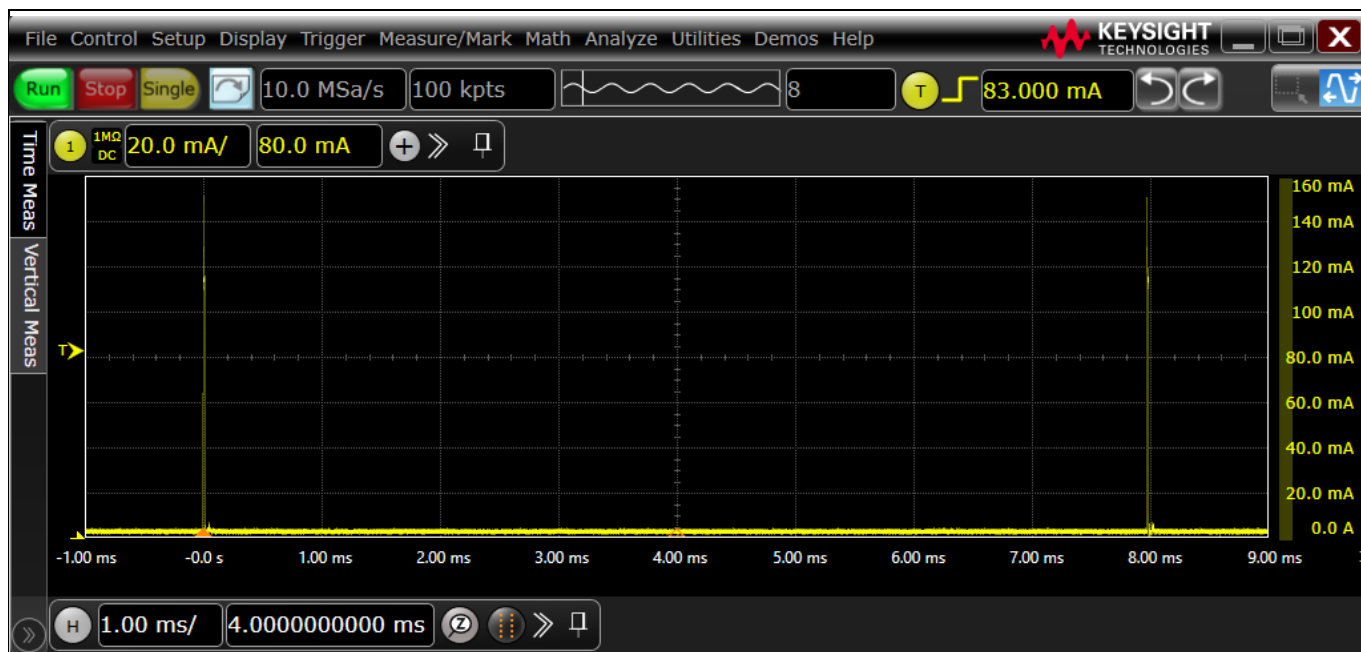 File Control Setup Display Trigger Measure/Mark Math Analyze Utilities Demos Help
KEYSIGHT
TECHNOLOGIES
X
Run Stop Single 10.0 MSa/s 100 kpts 8 T 83.000 mA
Time Meas
Vertical Meas
1 1MΩ DC 20.0 mA/ 80.0 mA
160 mA
140 mA
120 mA
100 mA
T 80.0 mA
60.0 mA
40.0 mA
20.0 mA
0.0 A
-1.00 ms -0.0 s 1.00 ms 2.00 ms 3.00 ms 4.00 ms 5.00 ms 6.00 ms 7.00 ms 8.00 ms 9.00 ms
H 1.00 ms/ 4.0000000000 ms Z